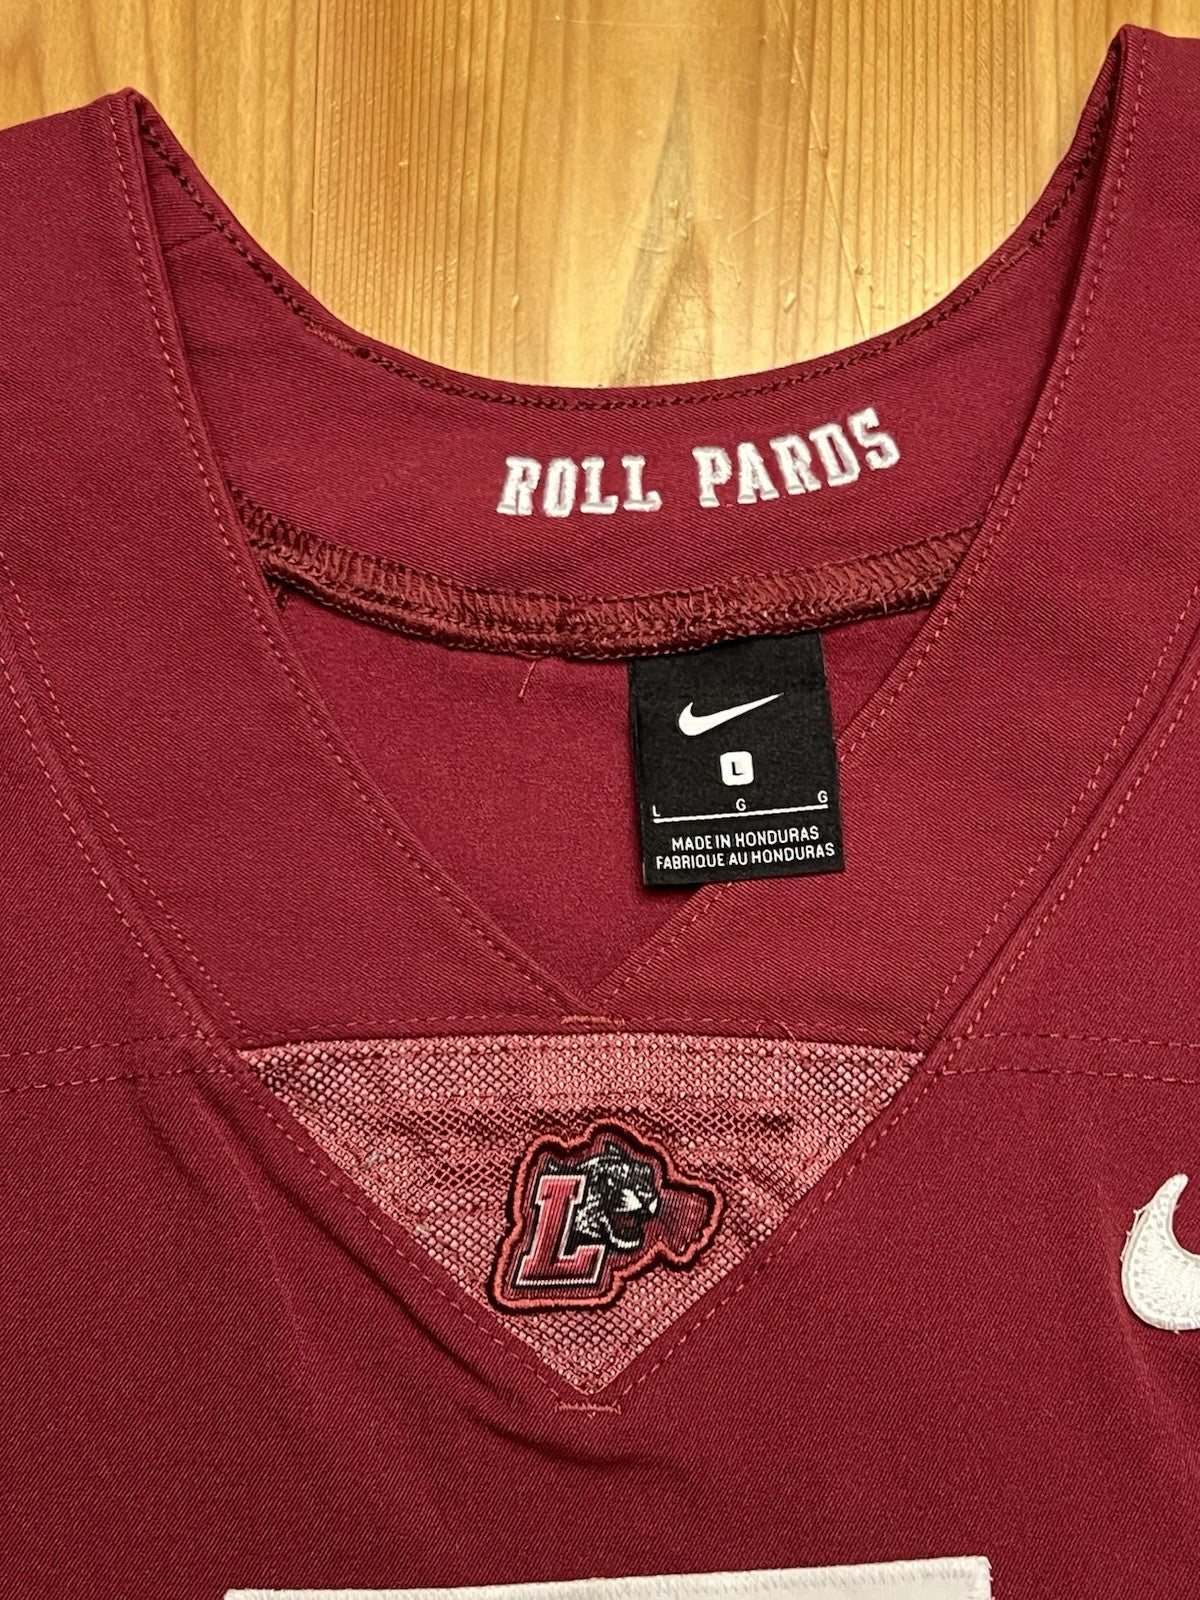 ROLL PARDS
L
L G G
MADE IN HONDURAS
FABRIQUE AU HONDURAS
L